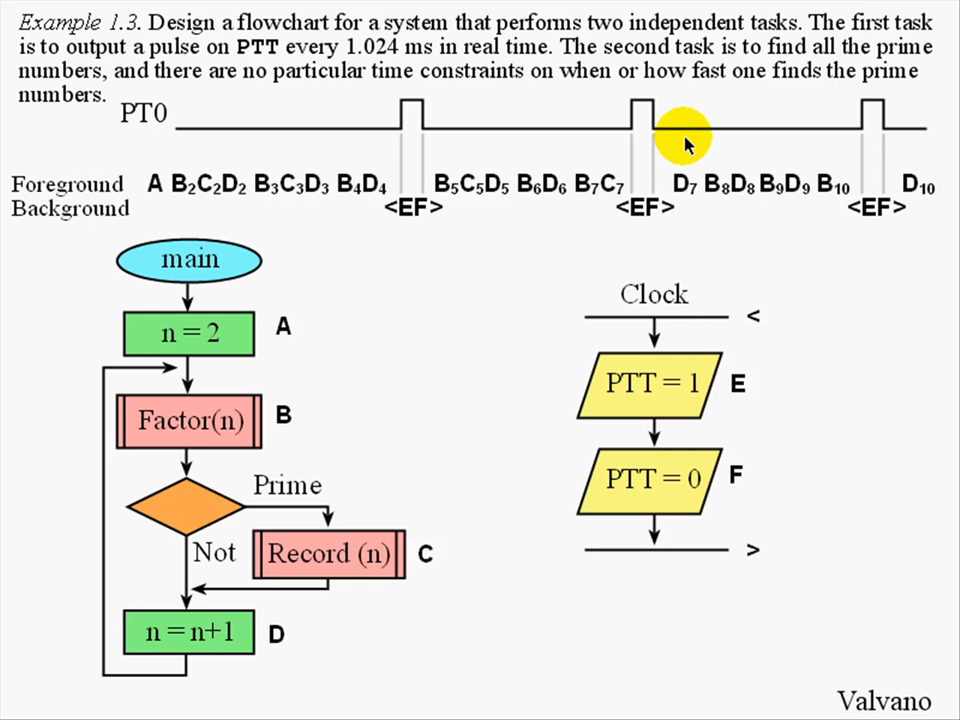 Example 1.3. Design a flowchart for a system that performs two independent tasks. The first task
is to output a pulse on PTT every 1.024 ms in real time. The second task is to find all the prime
numbers, and there are no particular time constraints on when or how fast one finds the prime
numbers.
PT0
Foreground A B₂C₂D₂ B₃C₃D₃ B₄D₄ B₅C₅D₅ B₆D₆ B₇C₇ D₇ B₈D₈ B₉D₉ B₁₀ D₁₀
Background <EF> <EF> <EF>
main
Clock
<
n = 2 A
PTT = 1 E
Factor(n) B
PTT = 0 F
Prime
Not Record (n) C
>
n = n+1 D
Valvano